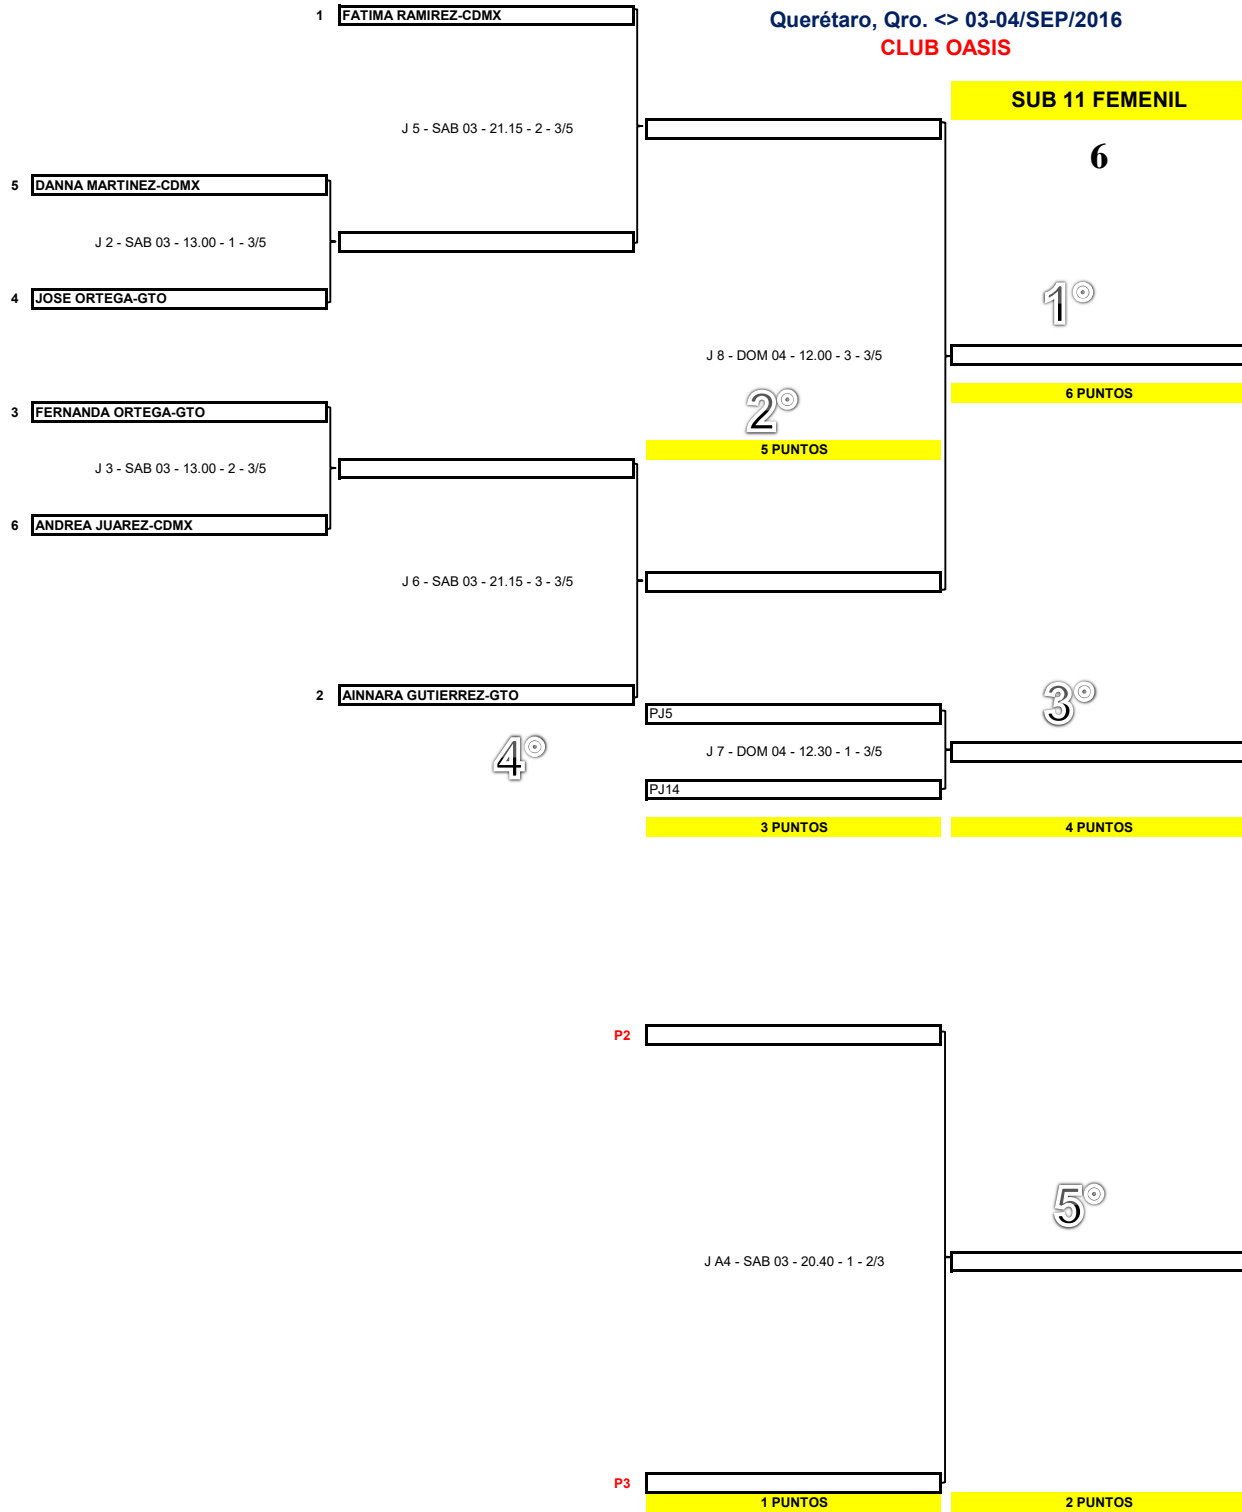 1 FATIMA RAMIREZ-CDMX
Querétaro, Qro. <> 03-04/SEP/2016
CLUB OASIS
SUB 11 FEMENIL
J 5 - SAB 03 - 21.15 - 2 - 3/5
6
5 DANNA MARTINEZ-CDMX
J 2 - SAB 03 - 13.00 - 1 - 3/5
4 JOSE ORTEGA-GTO
1°
J 8 - DOM 04 - 12.00 - 3 - 3/5
6 PUNTOS
3 FERNANDA ORTEGA-GTO
2°
5 PUNTOS
J 3 - SAB 03 - 13.00 - 2 - 3/5
6 ANDREA JUAREZ-CDMX
J 6 - SAB 03 - 21.15 - 3 - 3/5
2 AINNARA GUTIERREZ-GTO
3°
PJ5
4°
J 7 - DOM 04 - 12.30 - 1 - 3/5
PJ14
3 PUNTOS
4 PUNTOS
P2
5°
J A4 - SAB 03 - 20.40 - 1 - 2/3
P3
1 PUNTOS
2 PUNTOS